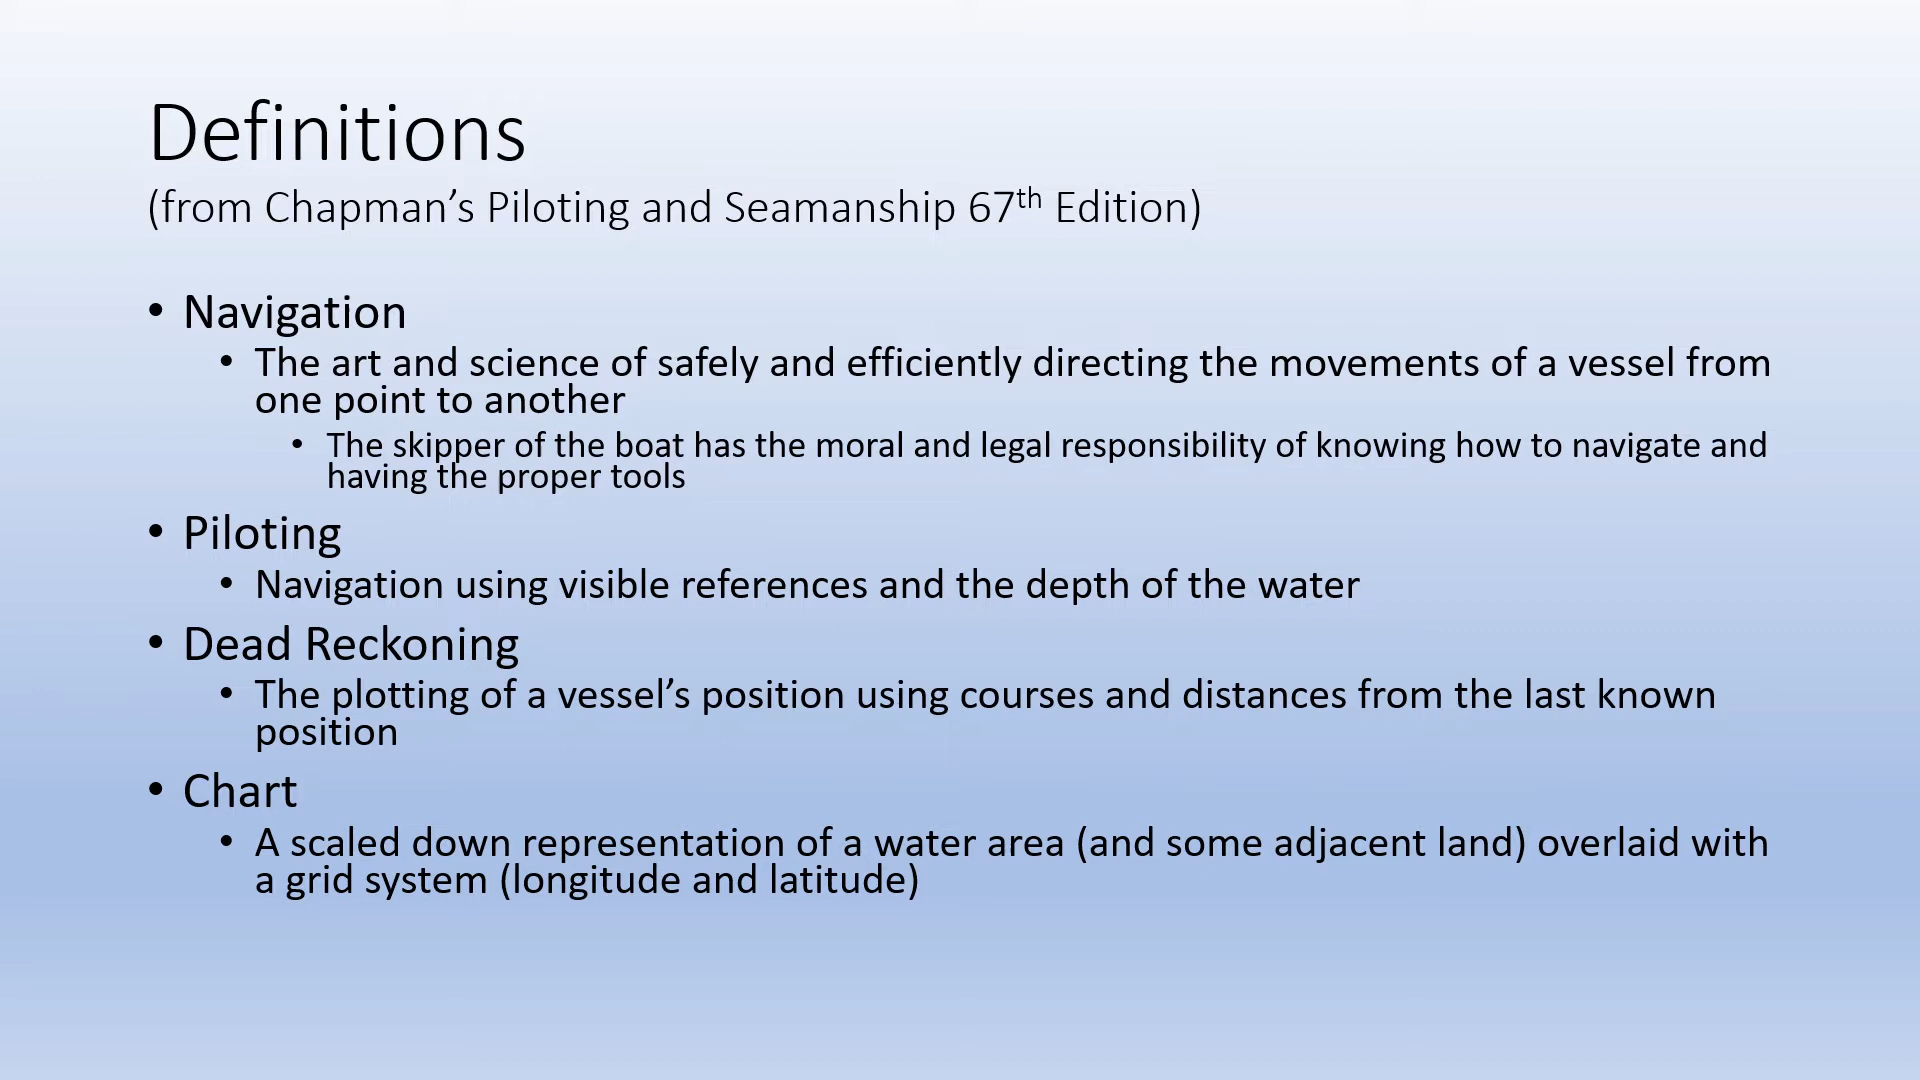 Definitions
(from Chapman’s Piloting and Seamanship 67th Edition)
• Navigation
• The art and science of safely and efficiently directing the movements of a vessel from
one point to another
• The skipper of the boat has the moral and legal responsibility of knowing how to navigate and
having the proper tools
• Piloting
• Navigation using visible references and the depth of the water
• Dead Reckoning
• The plotting of a vessel’s position using courses and distances from the last known
position
• Chart
• A scaled down representation of a water area (and some adjacent land) overlaid with
a grid system (longitude and latitude)